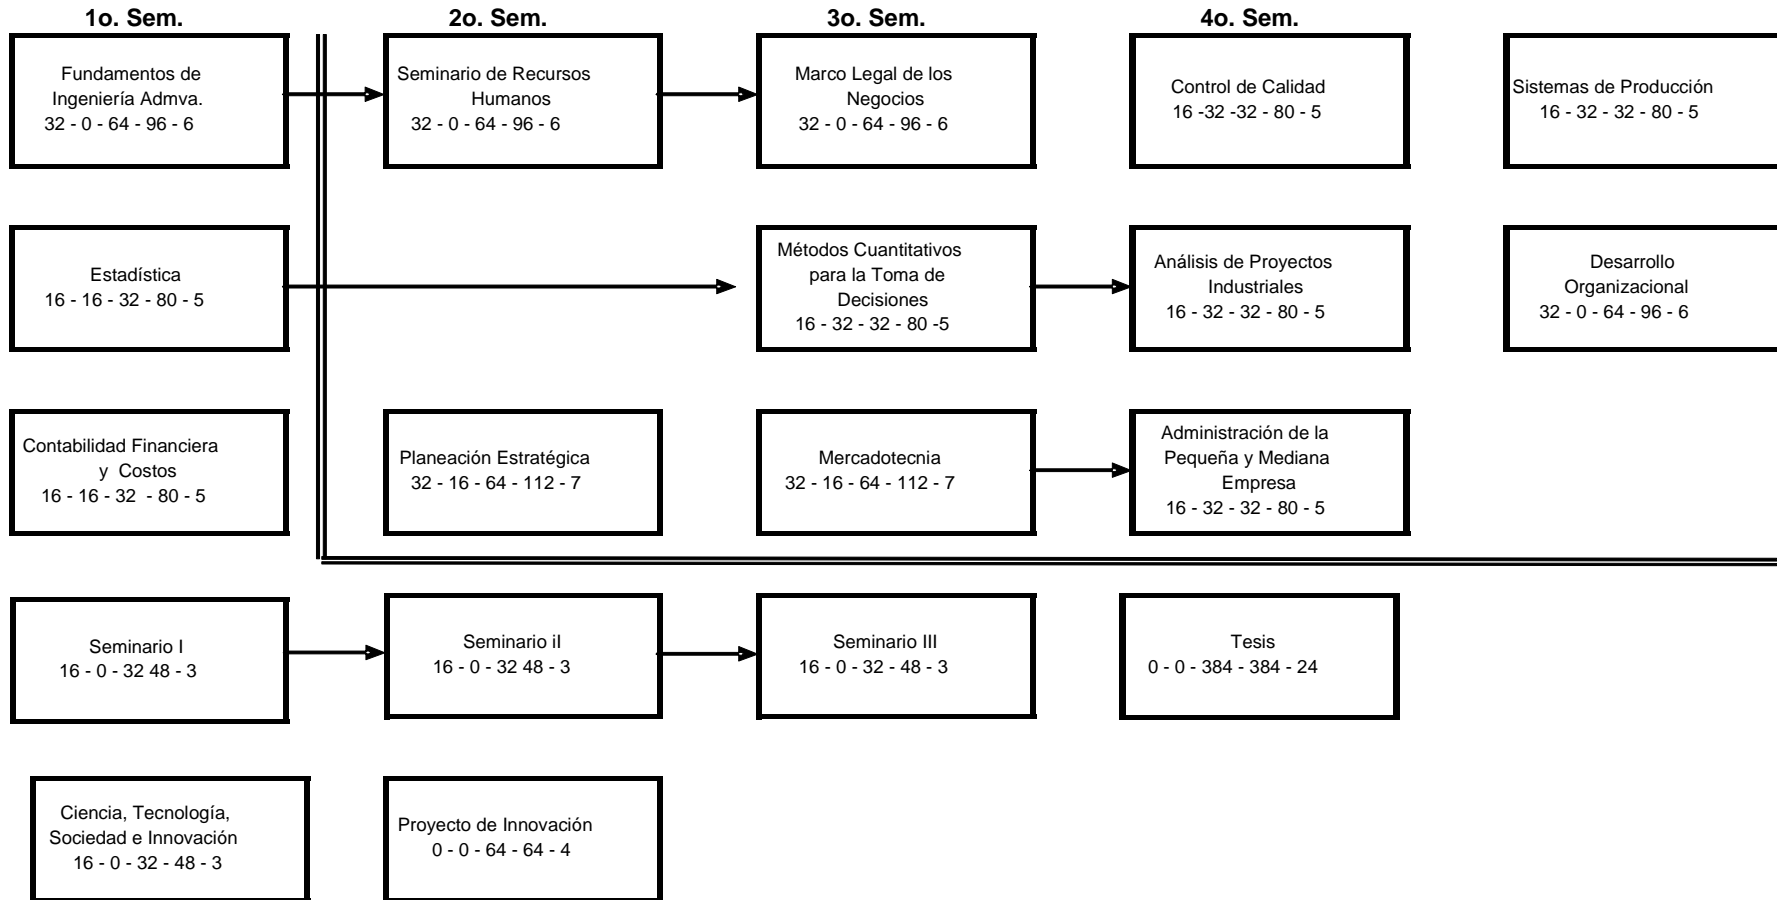 1o. Sem.
2o. Sem.
3o. Sem.
4o. Sem.
Fundamentos de
Ingeniería Admva.
32 - 0 - 64 - 96 - 6
Seminario de Recursos
Humanos
32 - 0 - 64 - 96 - 6
Marco Legal de los
Negocios
32 - 0 - 64 - 96 - 6
Control de Calidad
16 -32 -32 - 80 - 5
Sistemas de Producción
16 - 32 - 32 - 80 - 5
Estadística
16 - 16 - 32 - 80 - 5
Métodos Cuantitativos
para la Toma de
Decisiones
16 - 32 - 32 - 80 -5
Análisis de Proyectos
Industriales
16 - 32 - 32 - 80 - 5
Desarrollo
Organizacional
32 - 0 - 64 - 96 - 6
Contabilidad Financiera
y Costos
16 - 16 - 32 - 80 - 5
Planeación Estratégica
32 - 16 - 64 - 112 - 7
Mercadotecnia
32 - 16 - 64 - 112 - 7
Administración de la
Pequeña y Mediana
Empresa
16 - 32 - 32 - 80 - 5
Seminario I
16 - 0 - 32 48 - 3
Seminario iI
16 - 0 - 32 48 - 3
Seminario III
16 - 0 - 32 - 48 - 3
Tesis
0 - 0 - 384 - 384 - 24
Ciencia, Tecnología,
Sociedad e Innovación
16 - 0 - 32 - 48 - 3
Proyecto de Innovación
0 - 0 - 64 - 64 - 4